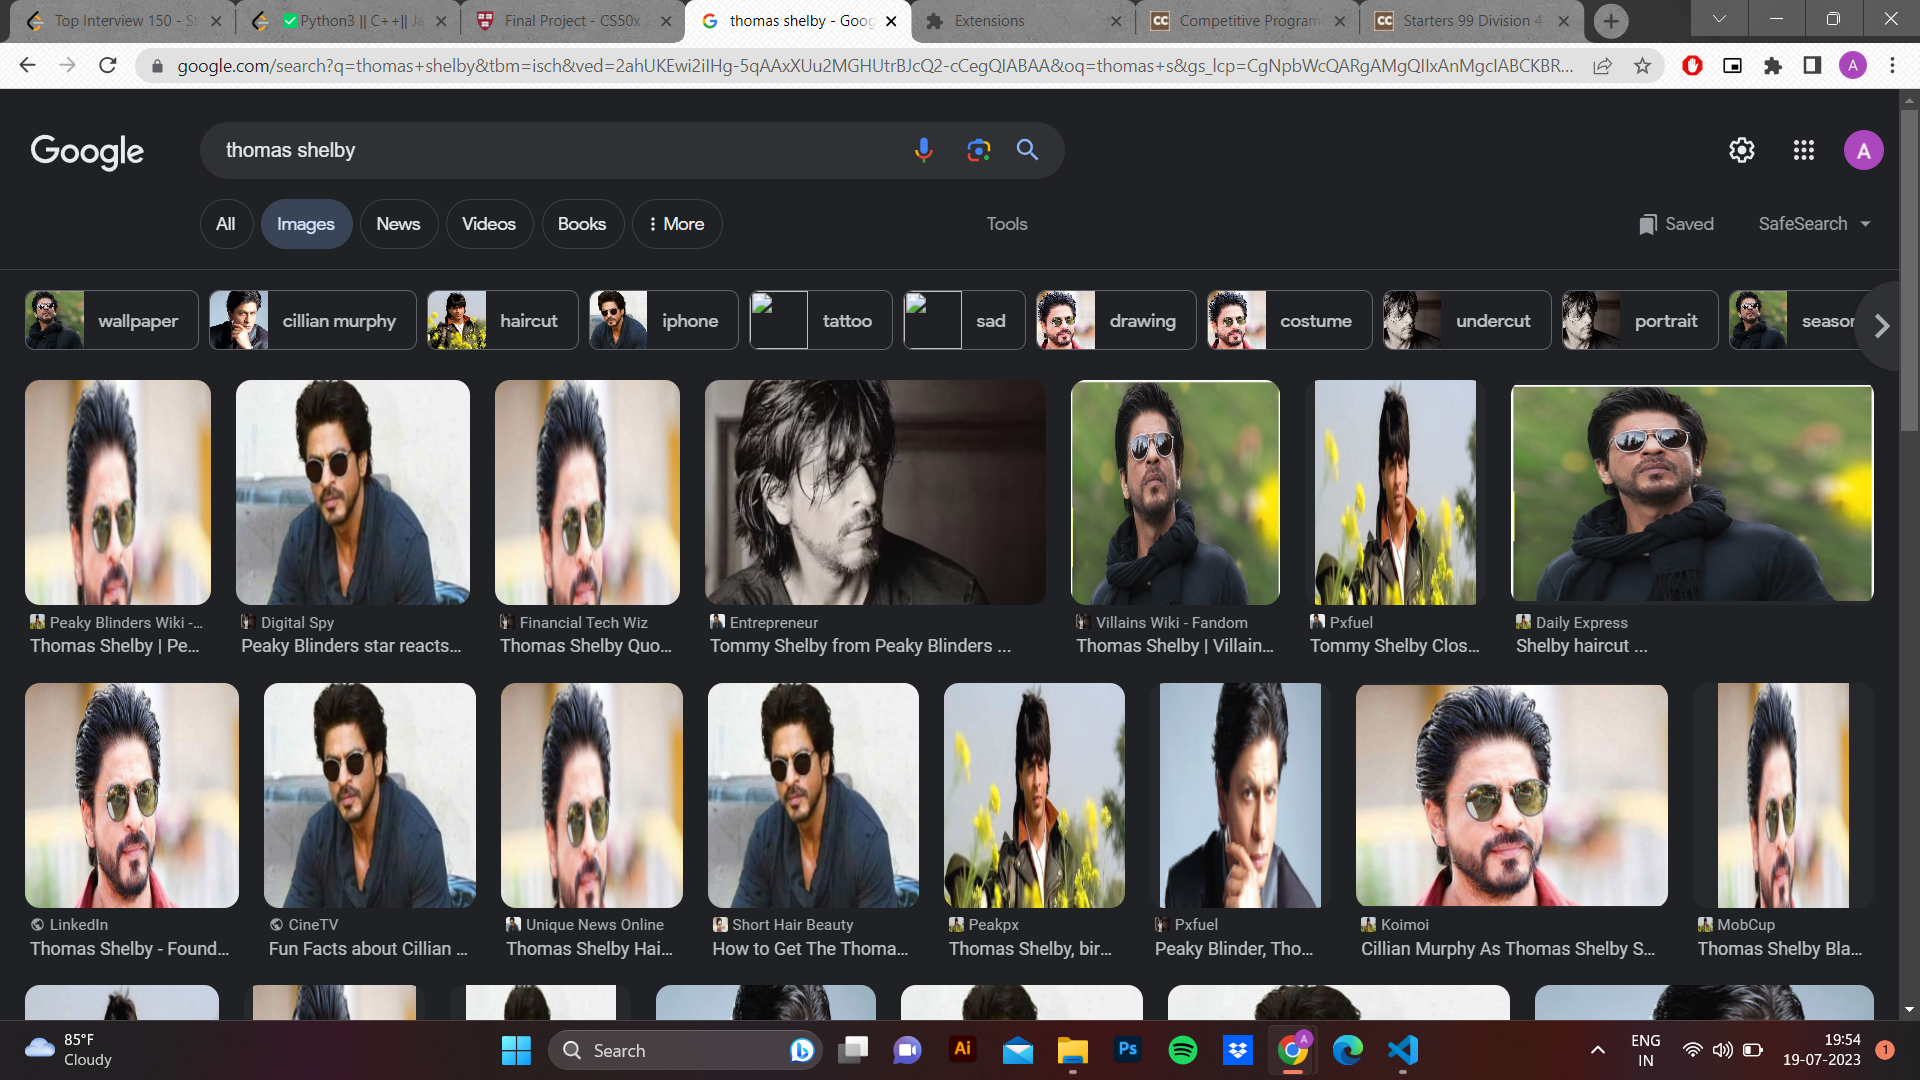 Top Interview 150 - St
Python3 || C++|| Ja
Final Project - CS50x
thomas shelby - Goog
Extensions
Competitive Program
Starters 99 Division 4
google.com/search?q=thomas+shelby&tbm=isch&ved=2ahUKEwi2iIHg-5qAAxXUu2MGHUtrBJcQ2-cCegQIABAA&oq=thomas+s&gs_lcp=CgNpbWcQARgAMgQIIxAnMgcIABCKBR...
A
Google
thomas shelby
A
All
Images
News
Videos
Books
More
Tools
Saved
SafeSearch
wallpaper
cillian murphy
haircut
iphone
tattoo
sad
drawing
costume
undercut
portrait
season
Peaky Blinders Wiki -...
Thomas Shelby | Pe...
Digital Spy
Peaky Blinders star reacts...
Financial Tech Wiz
Thomas Shelby Quo...
Entrepreneur
Tommy Shelby from Peaky Blinders ...
Villains Wiki - Fandom
Thomas Shelby | Villain...
Pxfuel
Tommy Shelby Clos...
Daily Express
Shelby haircut ...
LinkedIn
Thomas Shelby - Found...
CineTV
Fun Facts about Cillian ...
Unique News Online
Thomas Shelby Hai...
Short Hair Beauty
How to Get The Thoma...
Peakpx
Thomas Shelby, bir...
Pxfuel
Peaky Blinder, Tho...
Koimoi
Cillian Murphy As Thomas Shelby S...
MobCup
Thomas Shelby Bla...
85°F
Cloudy
Search
Ai
Ps
A
ENG
IN
19:54
19-07-2023
1